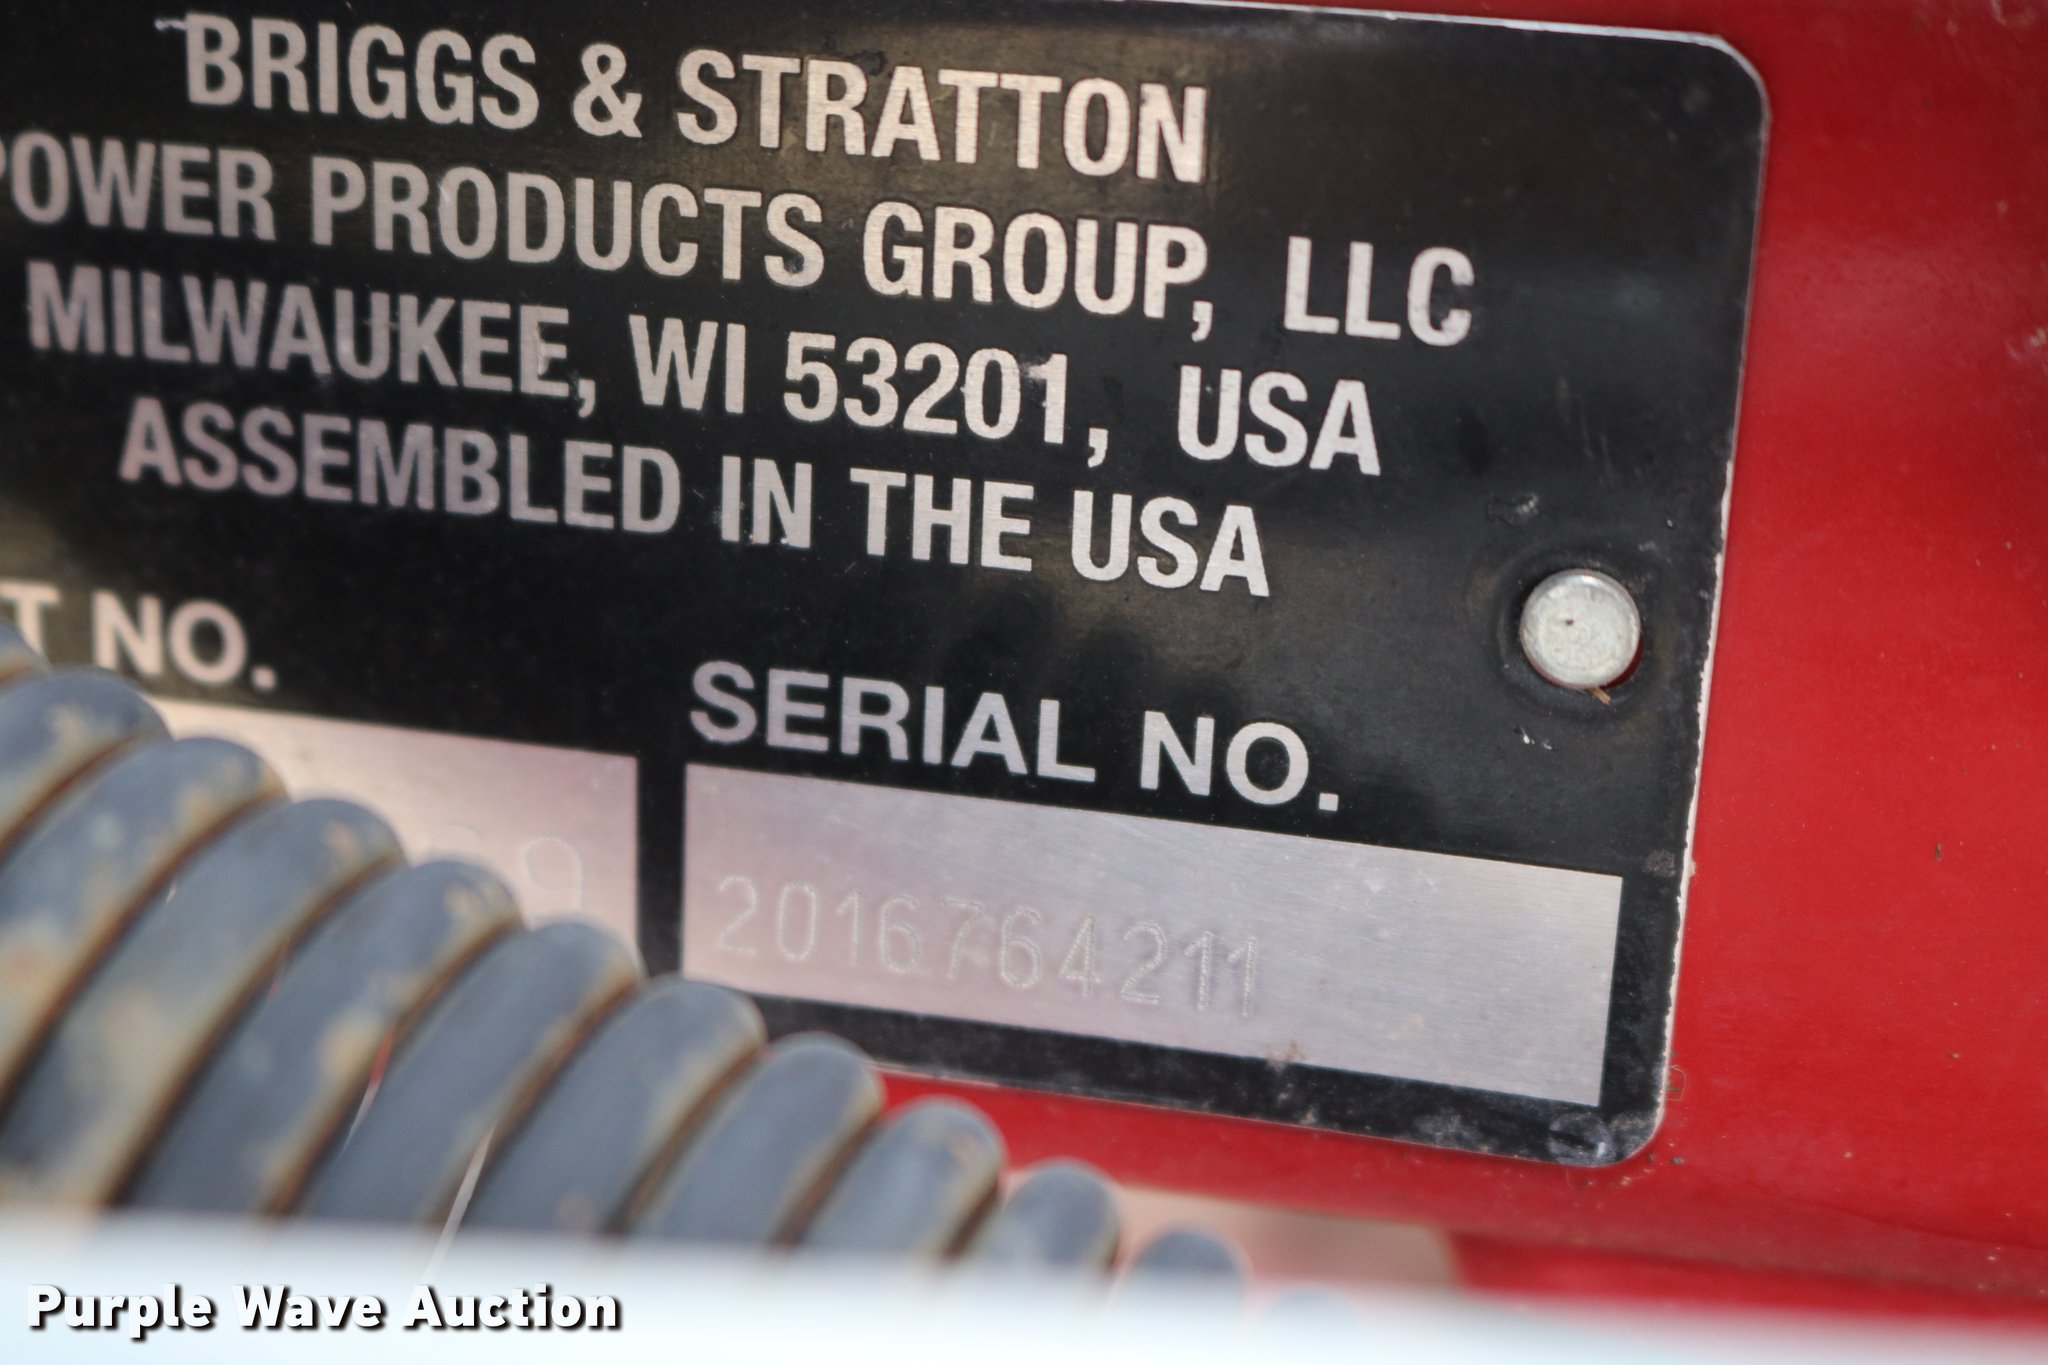 BRIGGS & STRATTON
POWER PRODUCTS GROUP, LLC
MILWAUKEE, WI 53201, USA
ASSEMBLED IN THE USA
T NO.
SERIAL NO.
2016764211
Purple Wave Auction